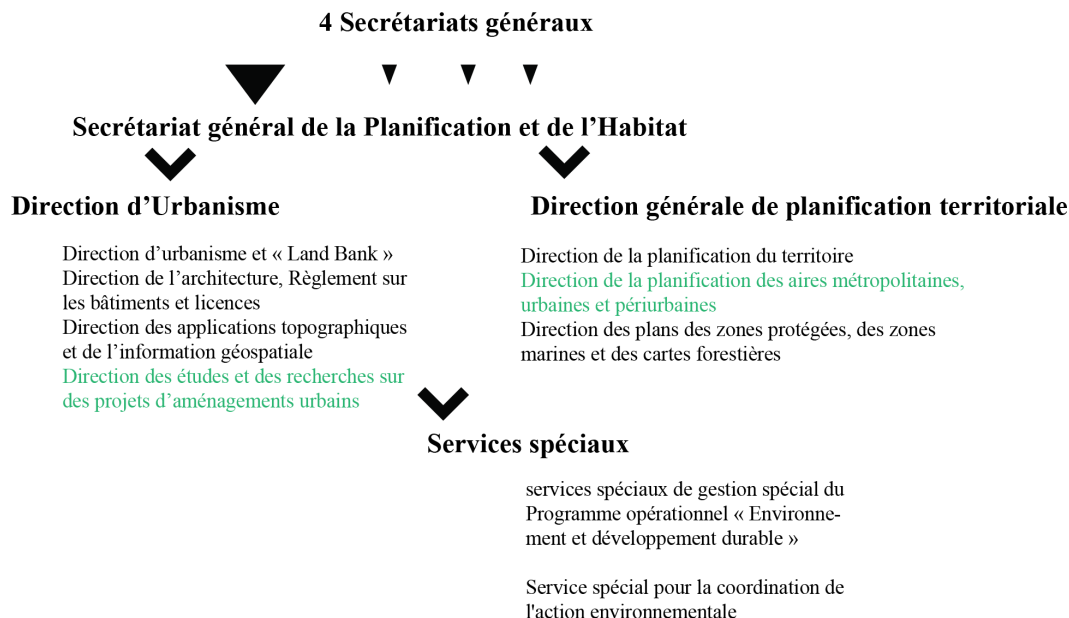 4 Secrétariats généraux
Secrétariat général de la Planification et de l’Habitat
Direction d’Urbanisme
Direction d’urbanisme et « Land Bank »
Direction de l’architecture, Règlement sur
les bâtiments et licences
Direction des applications topographiques
et de l’information géospatiale
Direction des études et des recherches sur
des projets d’aménagements urbains
Direction générale de planification territoriale
Direction de la planification du territoire
Direction de la planification des aires métropolitaines,
urbaines et périurbaines
Direction des plans des zones protégées, des zones
marines et des cartes forestières
Services spéciaux
services spéciaux de gestion spécial du
Programme opérationnel « Environne-
ment et développement durable »
Service spécial pour la coordination de
l'action environnementale